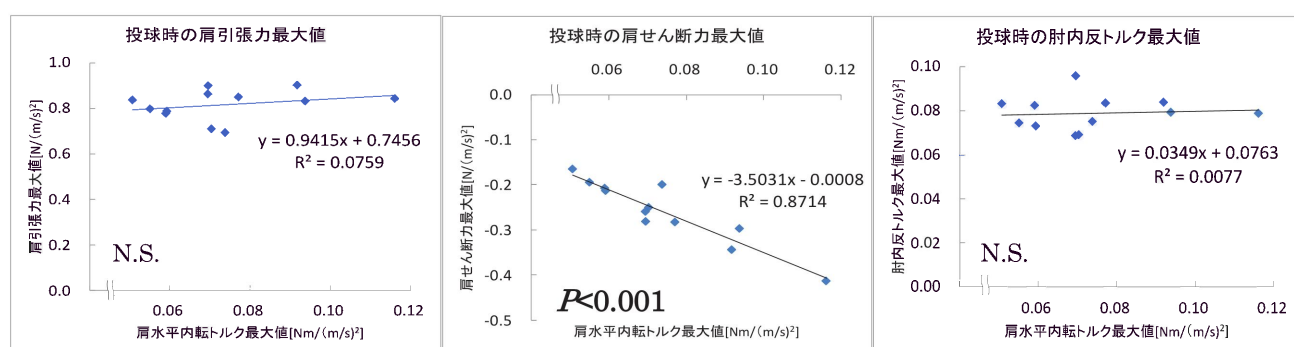 投球時の肩引張力最大値
肩引張力最大値[N/(m/s)²]
1.0
0.8
0.6
0.4
0.2
0.0
y = 0.9415x + 0.7456
R² = 0.0759
N.S.
0.06 0.08 0.10 0.12
肩水平内転トルク最大値[Nm/(m/s)²]
投球時の肩せん断力最大値
0.06 0.08 0.10 0.12
肩せん断力最大値[N/(m/s)²]
0.0
-0.1
-0.2
-0.3
-0.4
-0.5
y = -3.5031x - 0.0008
R² = 0.8714
P<0.001
肩水平内転トルク最大値[Nm/(m/s)²]
投球時の肘内反トルク最大値
肘内反トルク最大値[Nm/(m/s)²]
0.10
0.08
0.06
0.04
0.02
0.00
y = 0.0349x + 0.0763
R² = 0.0077
N.S.
0.06 0.08 0.10 0.12
肩水平内転トルク最大値[Nm/(m/s)²]